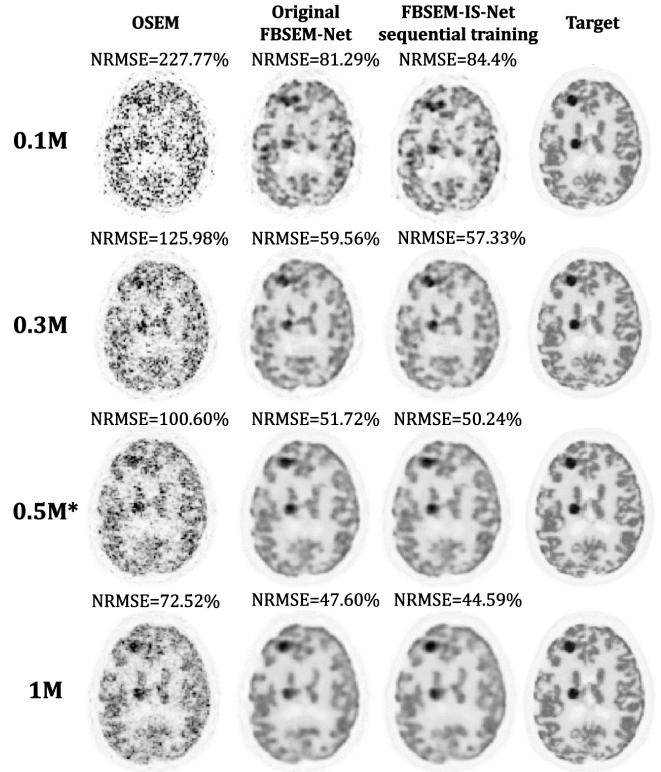 OSEM
Original
FBSEM-Net
FBSEM-IS-Net
sequential training
Target
NRMSE=227.77%
NRMSE=81.29%
NRMSE=84.4%
0.1M
NRMSE=125.98%
NRMSE=59.56%
NRMSE=57.33%
0.3M
NRMSE=100.60%
NRMSE=51.72%
NRMSE=50.24%
0.5M*
NRMSE=72.52%
NRMSE=47.60%
NRMSE=44.59%
1M